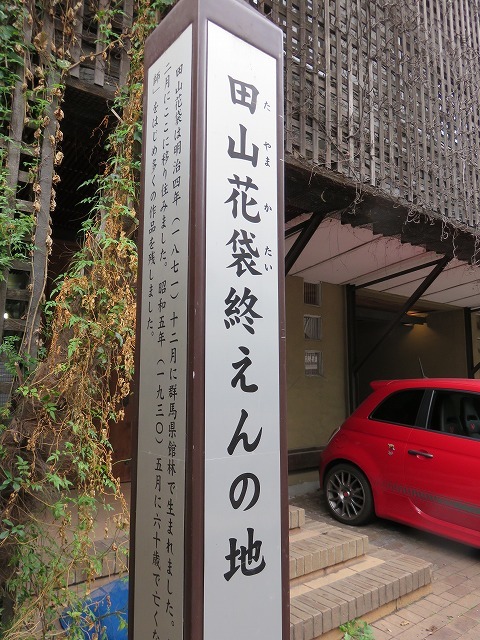 田山花袋終えんの地
たやまかたい
田山花袋は明治四年（一八七一）十二月に群馬県館林で生まれました。
二月にここに移り住みました。昭和五年（一九三〇）五月に六十歳で亡くな
師』をはじめ多くの作品を残しました。